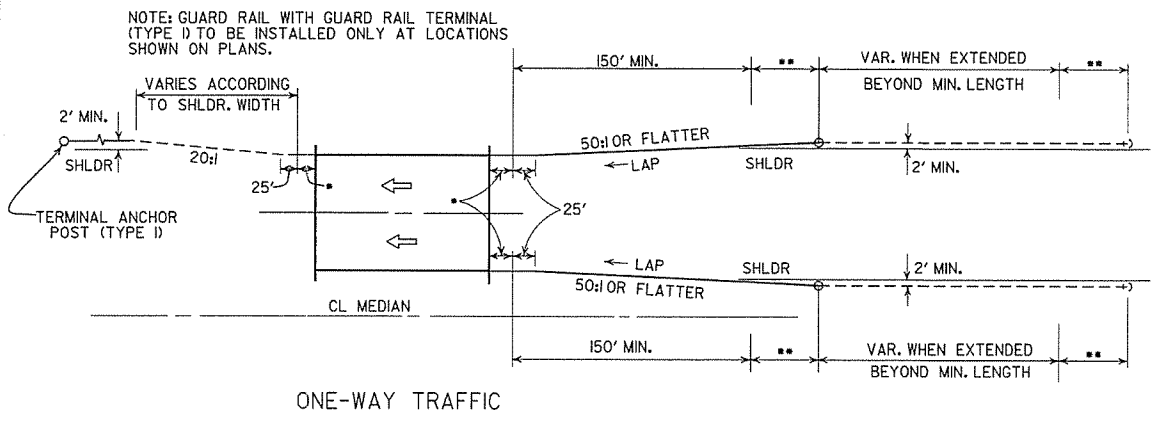 NOTE: GUARD RAIL WITH GUARD RAIL TERMINAL
(TYPE I) TO BE INSTALLED ONLY AT LOCATIONS
SHOWN ON PLANS.
150' MIN.
**
VAR. WHEN EXTENDED
BEYOND MIN. LENGTH
**
VARIES ACCORDING
TO SHLDR. WIDTH
2' MIN.
SHLDR
20:1
50:1 OR FLATTER
LAP
SHLDR
2' MIN.
25'
*
*
25'
TERMINAL ANCHOR
POST (TYPE I)
LAP
SHLDR
2' MIN.
50:1 OR FLATTER
CL MEDIAN
150' MIN.
**
VAR. WHEN EXTENDED
BEYOND MIN. LENGTH
**
ONE-WAY TRAFFIC